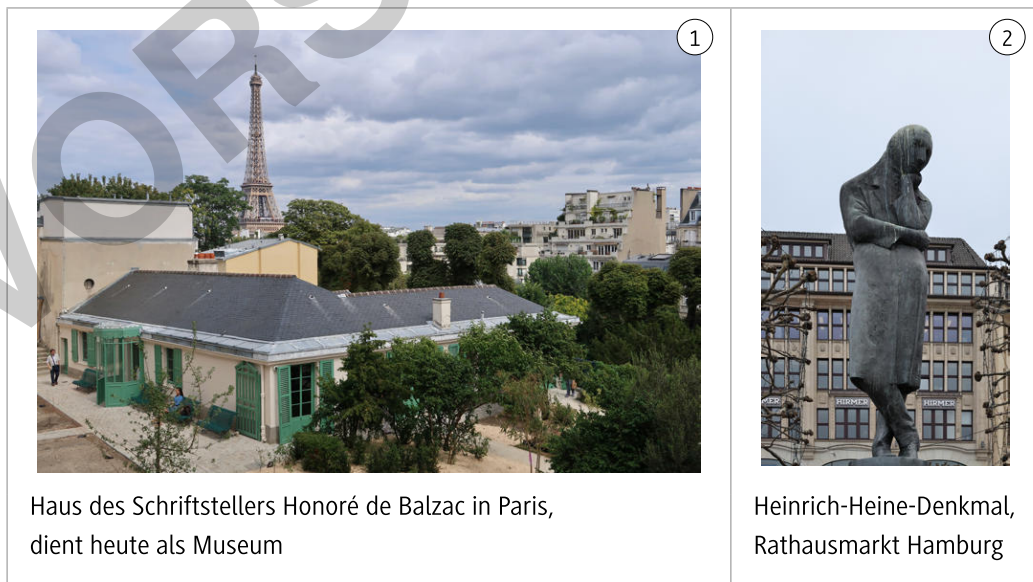 VORS
1
2
HIRMER
HIRMER
Haus des Schriftstellers Honoré de Balzac in Paris,
dient heute als Museum
Heinrich-Heine-Denkmal,
Rathausmarkt Hamburg